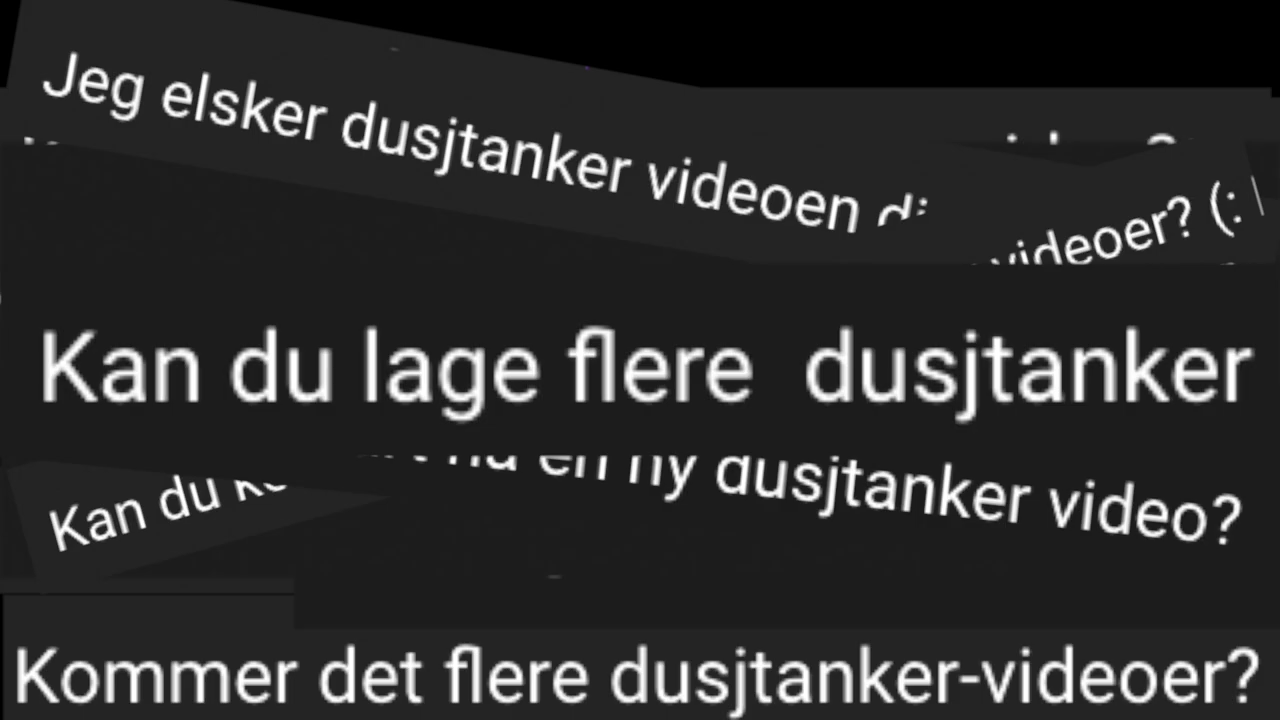 Jeg elsker dusjtanker videoen
videoer? (:
Kan du lage flere dusjtanker
en ny dusjtanker video?
Kan du
Kommer det flere dusjtanker-videoer?